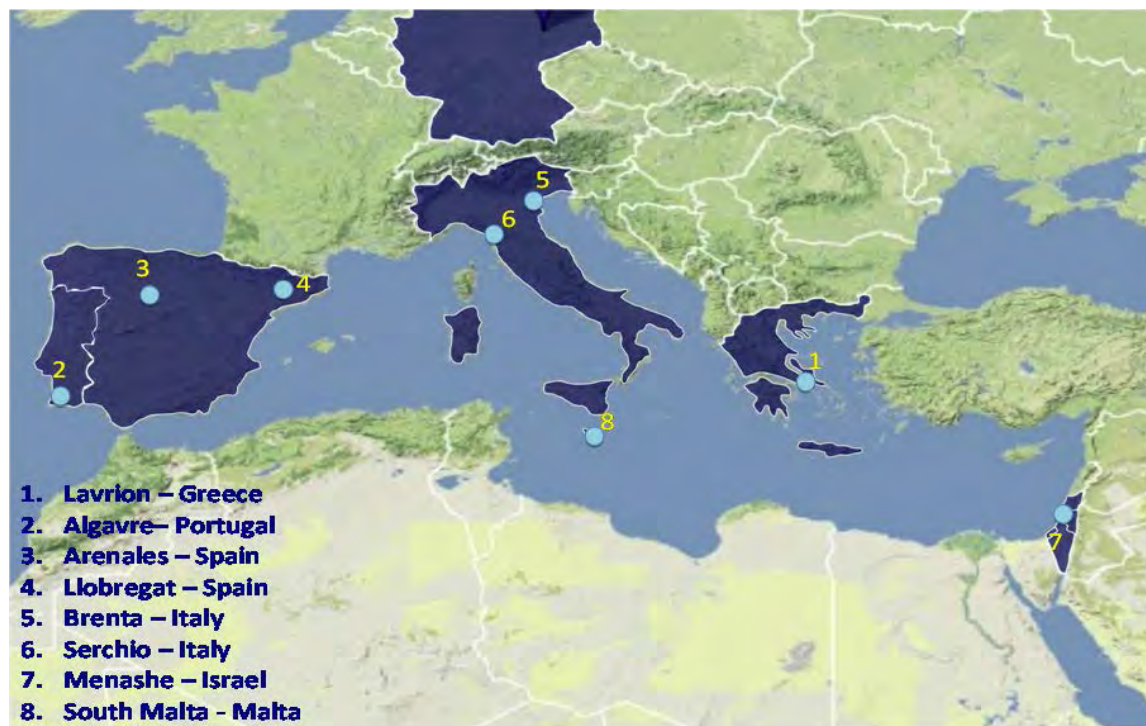 5
6
3
4
2
1
8
7
1. Lavrion – Greece
2. Algavre– Portugal
3. Arenales – Spain
4. Llobregat – Spain
5. Brenta – Italy
6. Serchio – Italy
7. Menashe – Israel
8. South Malta - Malta